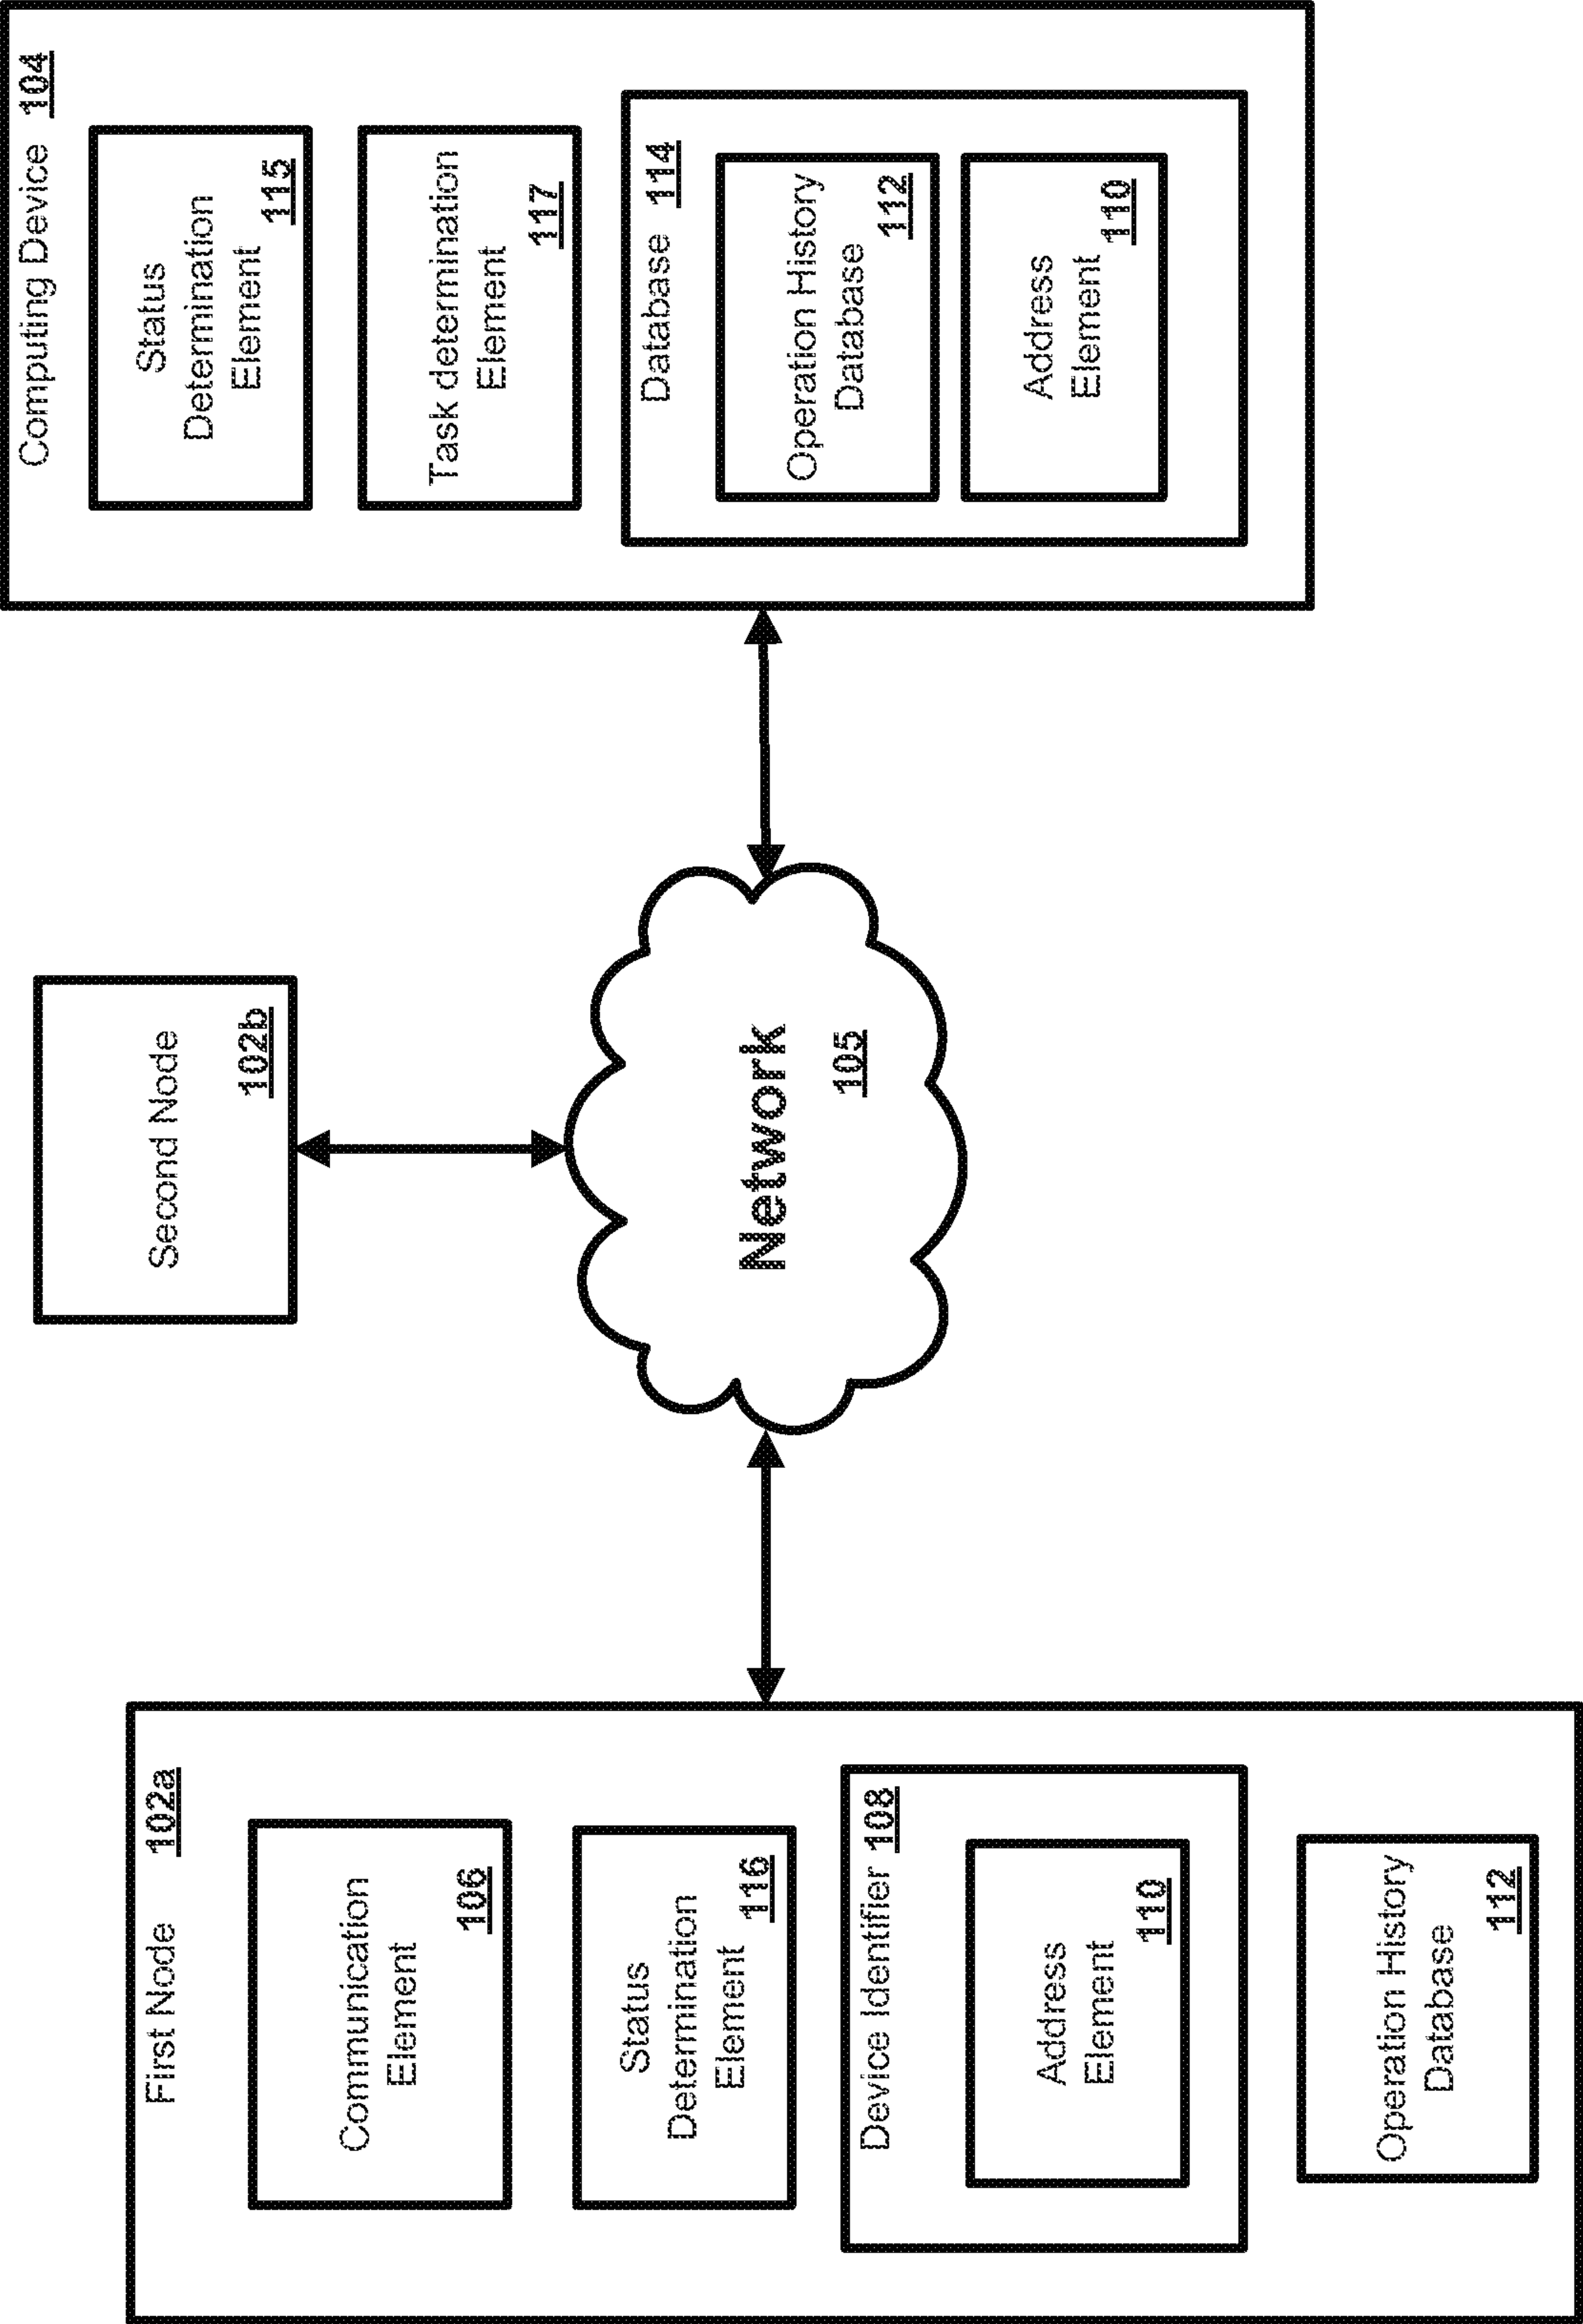 First Node 102a
Communication
Element
106
Status
Determination
Element
116
Device Identifier 108
Address
Element
110
Operation History
Database
112
Second Node
102b
Network
105
Computing Device 104
Status
Determination
Element
115
Task determination
Element
117
Database 114
Operation History
Database
112
Address
Element
110